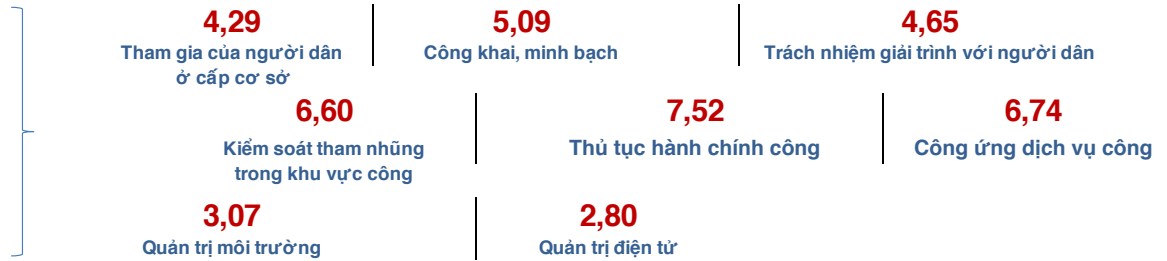 4,29 5,09 4,65
Tham gia của người dân Công khai, minh bạch Trách nhiệm giải trình với người dân
ở cấp cơ sở
6,60 7,52 6,74
Kiểm soát tham nhũng Thủ tục hành chính công Công ứng dịch vụ công
trong khu vực công
3,07 2,80
Quản trị môi trường Quản trị điện tử